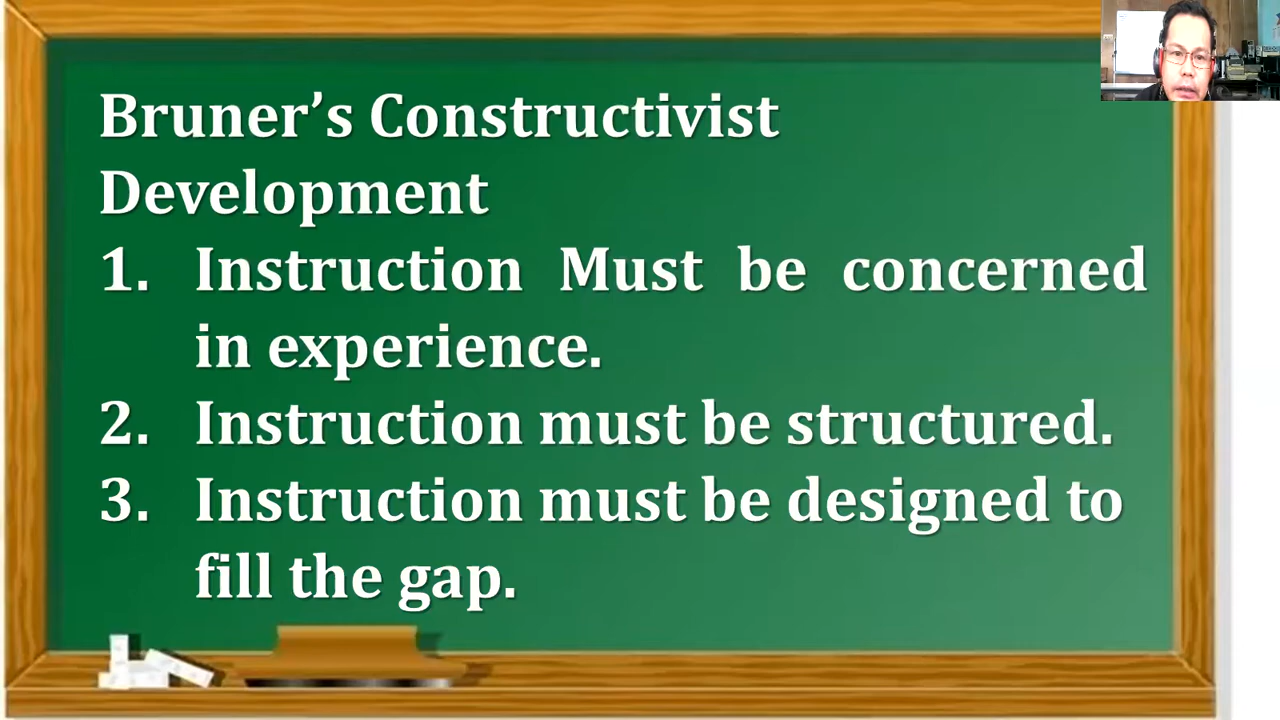 Bruner’s Constructivist
Development
1. Instruction Must be concerned
in experience.
2. Instruction must be structured.
3. Instruction must be designed to
fill the gap.